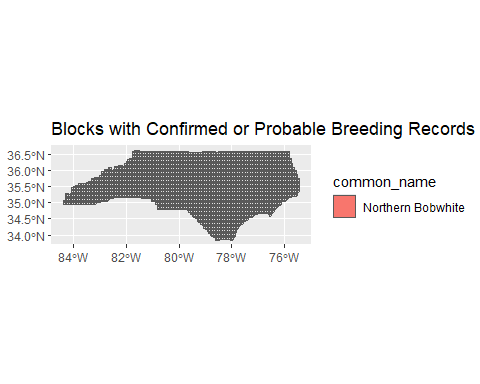 Blocks with Confirmed or Probable Breeding Records
36.5°N
36.0°N
35.5°N
35.0°N
34.5°N
34.0°N
84°W 82°W 80°W 78°W 76°W
common_name
Northern Bobwhite